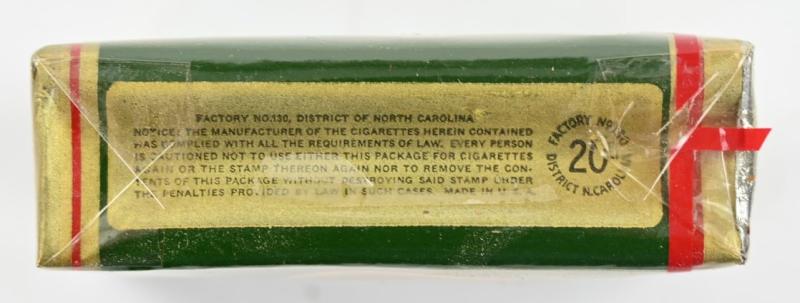 FACTORY NO.130, DISTRICT OF NORTH CAROLINA
NOTICE: THE MANUFACTURER OF THE CIGARETTES HEREIN CONTAINED
HAS COMPLIED WITH ALL THE REQUIREMENTS OF LAW. EVERY PERSON
IS CAUTIONED NOT TO USE EITHER THIS PACKAGE FOR CIGARETTES
AGAIN OR THE STAMP THEREON AGAIN NOR TO REMOVE THE CON-
TENTS OF THIS PACKAGE WITHOUT DESTROYING SAID STAMP UNDER
THE PENALTIES PROVIDED BY LAW IN SUCH CASES. MADE IN U.S.A.
FACTORY NO.130
20
DISTRICT N.CAROLINA